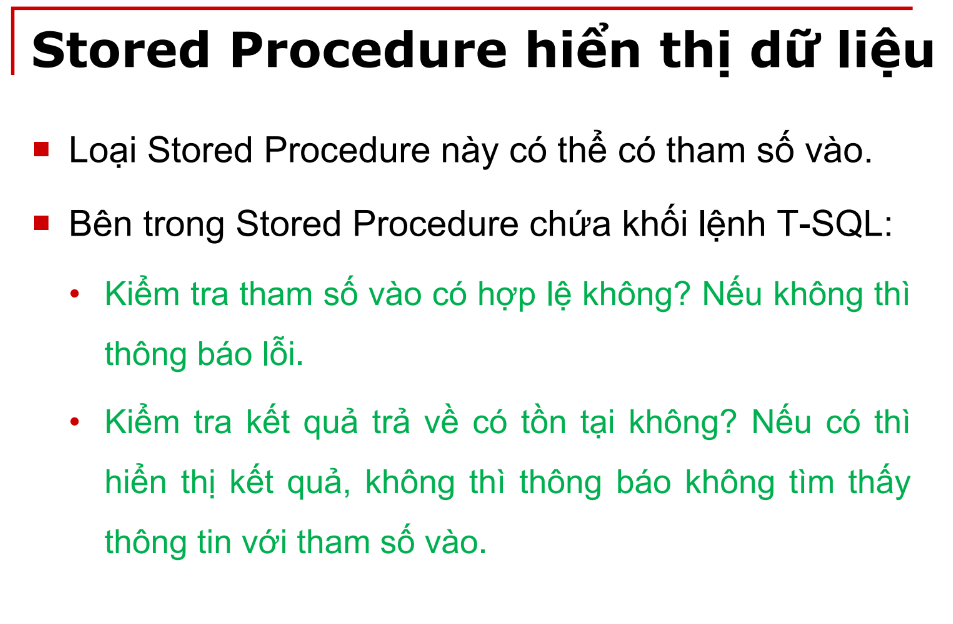 Stored Procedure hiển thị dữ liệu
Loại Stored Procedure này có thể có tham số vào.
Bên trong Stored Procedure chứa khối lệnh T-SQL:
• Kiểm tra tham số vào có hợp lệ không? Nếu không thì
thông báo lỗi.
• Kiểm tra kết quả trả về có tồn tại không? Nếu có thì
hiển thị kết quả, không thì thông báo không tìm thấy
thông tin với tham số vào.